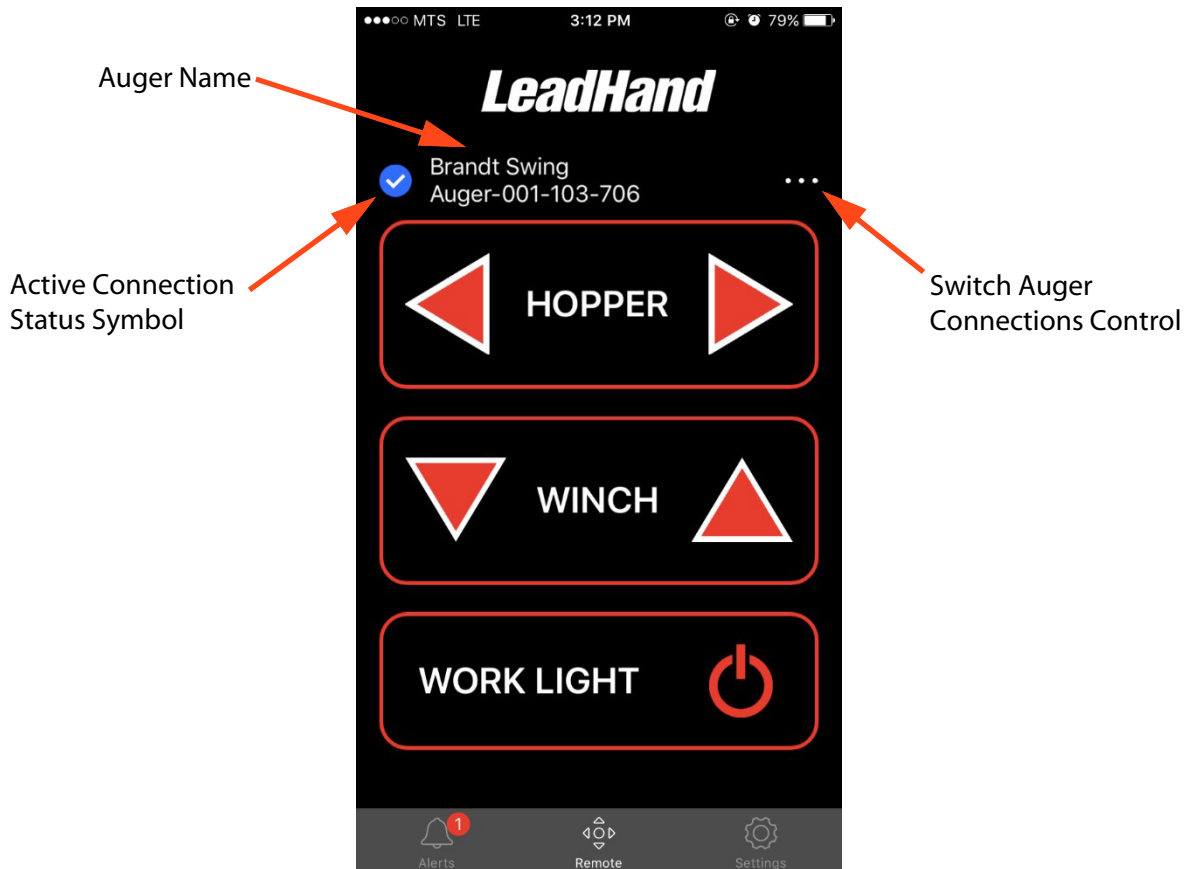 MTS LTE 3:12 PM 79%
LeadHand
Auger Name
Brandt Swing
Auger-001-103-706
Active Connection
Status Symbol
Switch Auger
Connections Control
HOPPER
WINCH
WORK LIGHT
1
Alerts Remote Settings